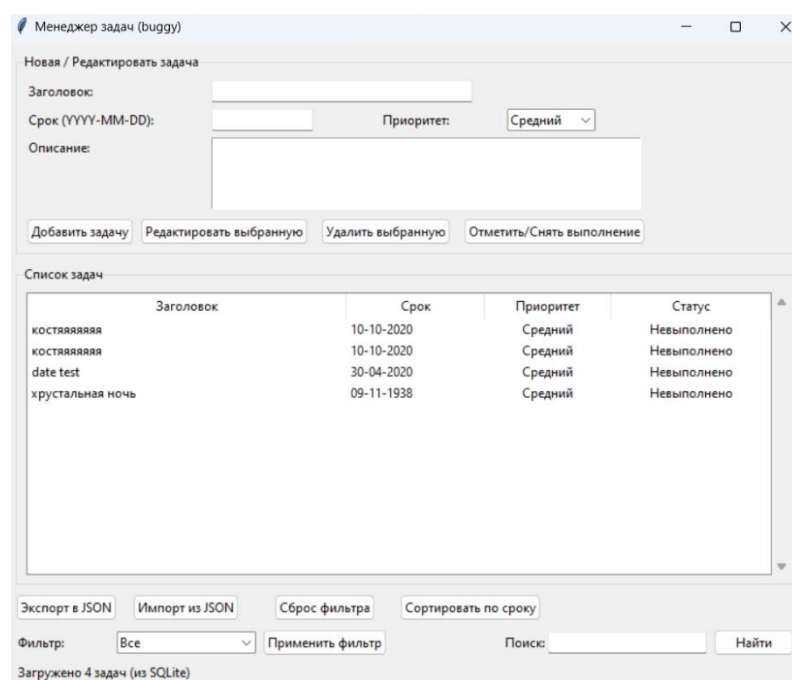 Менеджер задач (buggy)
Новая / Редактировать задача
Заголовок:
Срок (YYYY-MM-DD): Приоритет: Средний
Описание:
Добавить задачу Редактировать выбранную Удалить выбранную Отметить/Снять выполнение
Список задач
Заголовок Срок Приоритет Статус
костяяяяяяя 10-10-2020 Средний Невыполнено
костяяяяяяя 10-10-2020 Средний Невыполнено
date test 30-04-2020 Средний Невыполнено
хрустальная ночь 09-11-1938 Средний Невыполнено
Экспорт в JSON Импорт из JSON Сброс фильтра Сортировать по сроку
Фильтр: Все Применить фильтр Поиск: Найти
Загружено 4 задач (из SQLite)